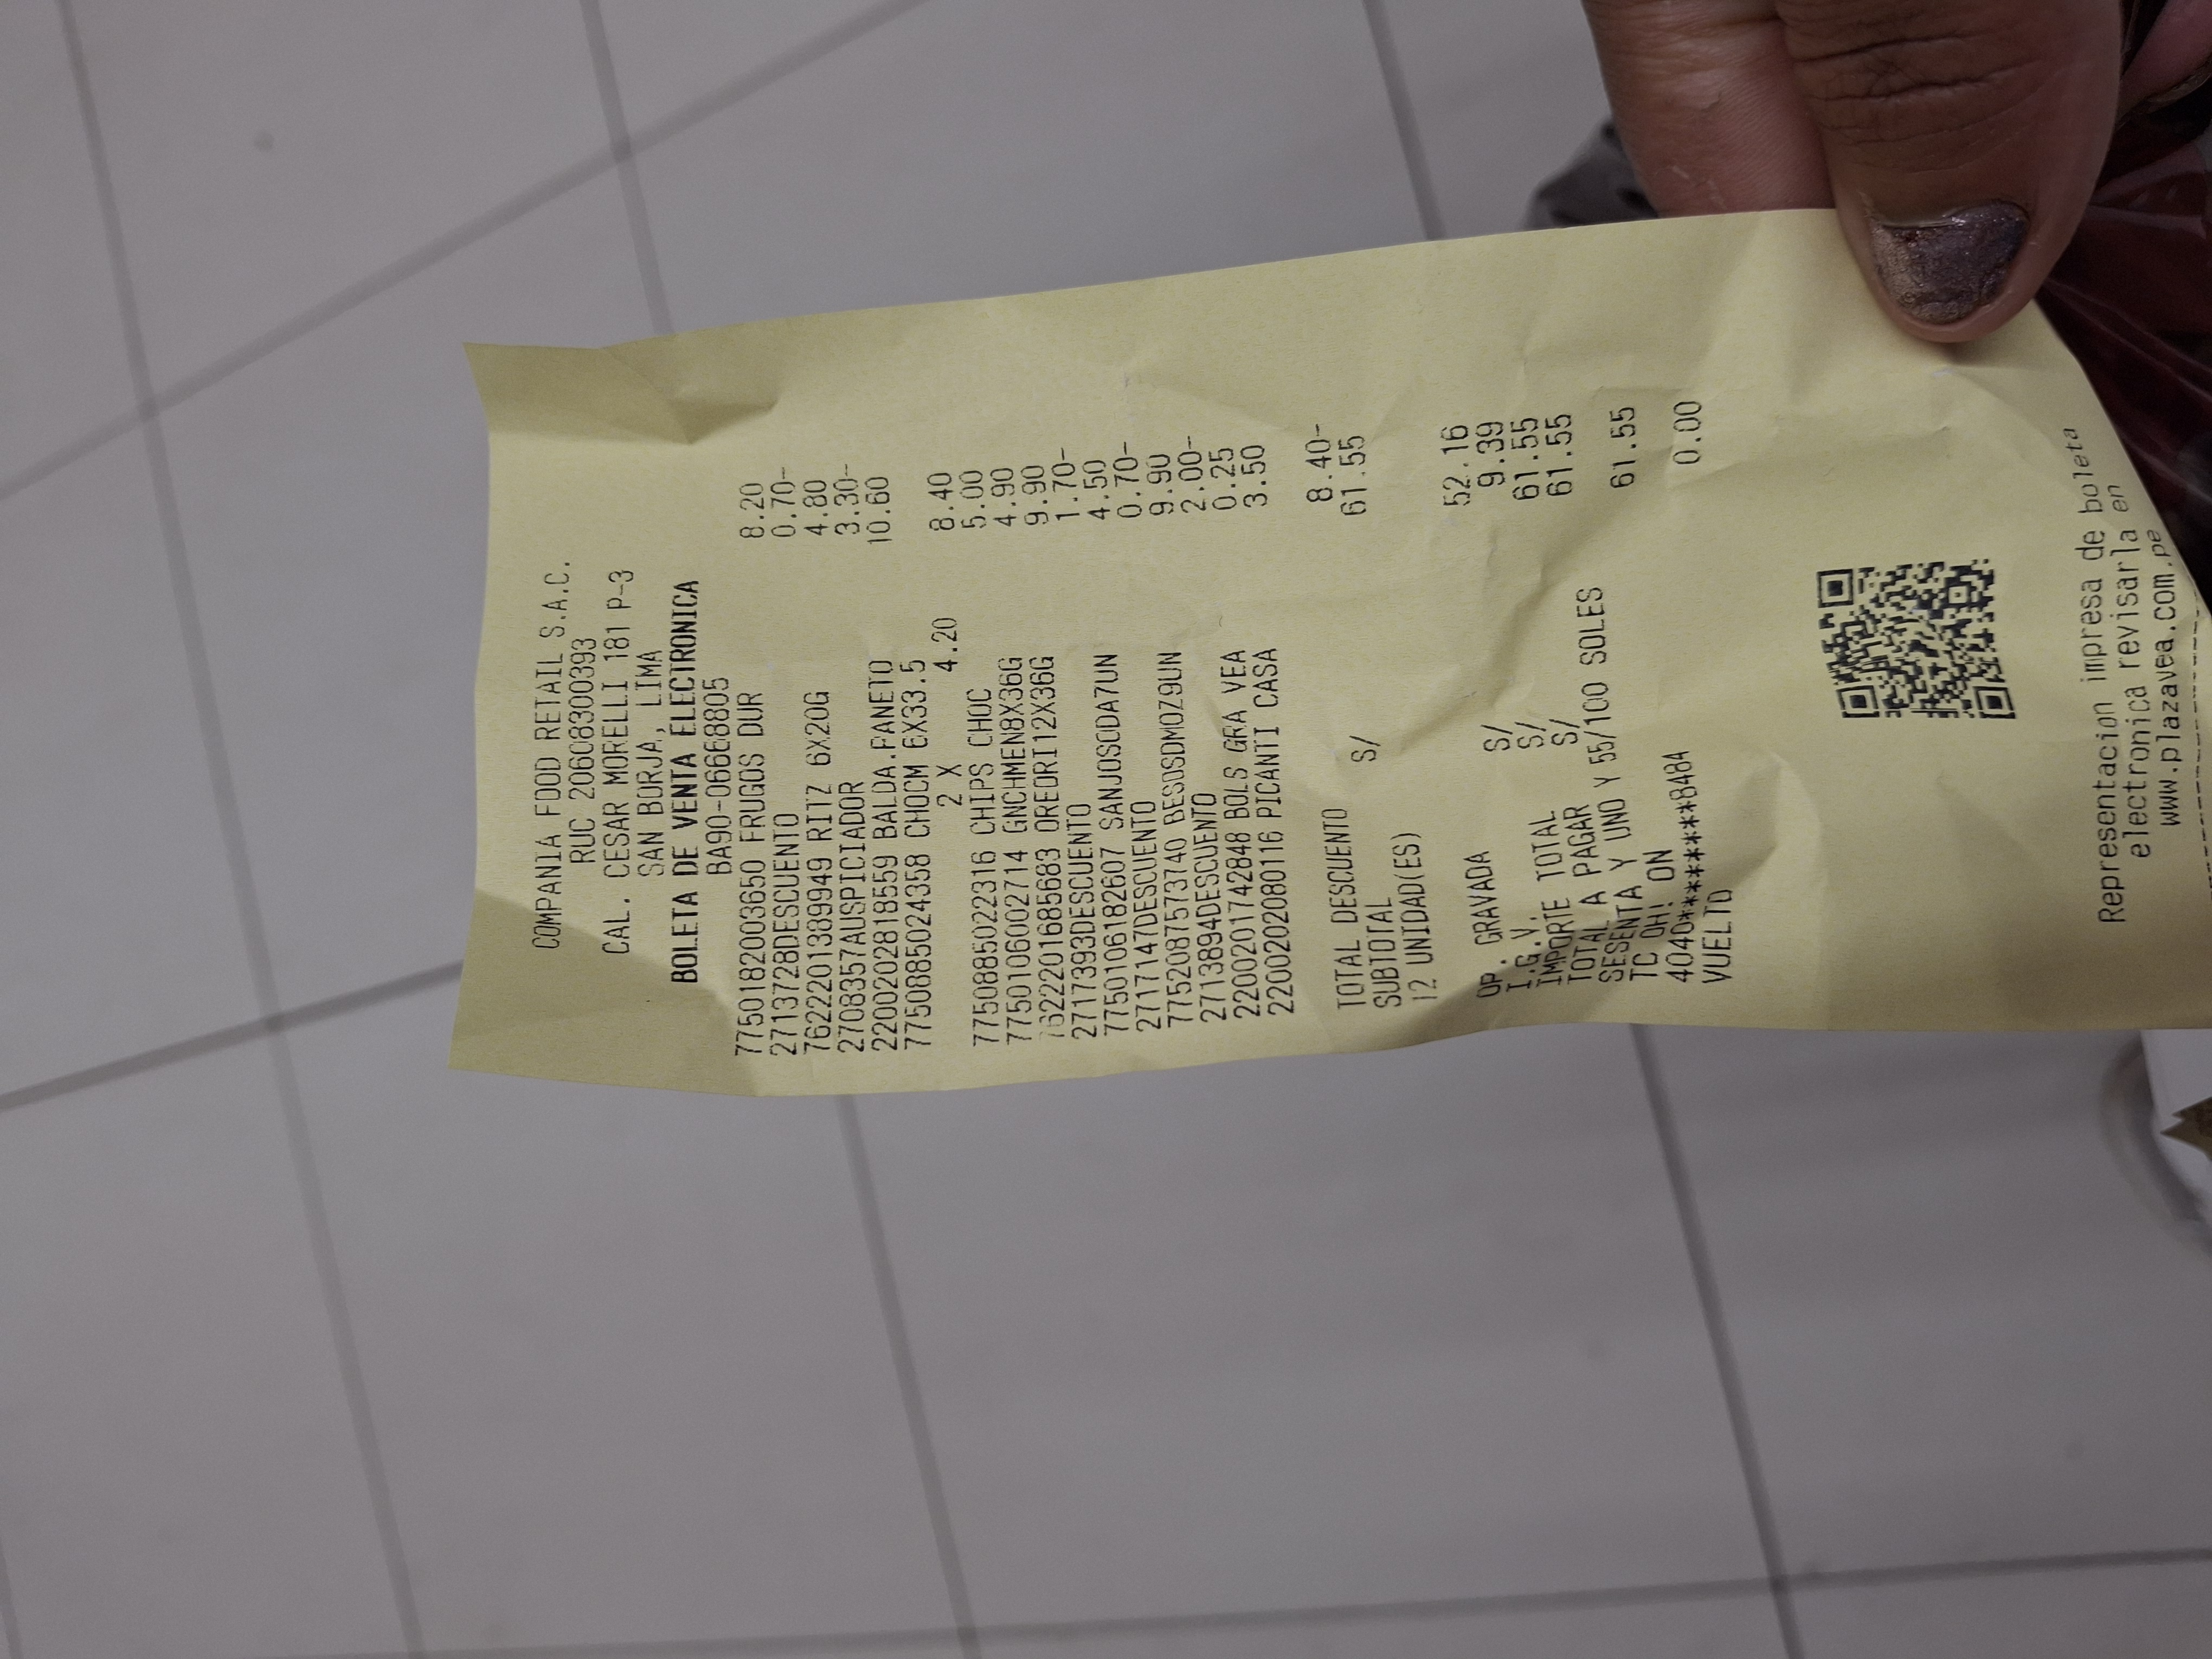 COMPANIA FOOD RETAIL S.A.C.
RUC 20608300393
CAL. CESAR MORELLI 181 P-3
SAN BORJA, LIMA
BOLETA DE VENTA ELECTRONICA
BA90-06668805
7750182003650 FRUGOS DUR 8.20
2713728DESCUENTO 0.70-
7622201389949 RITZ 6X20G 4.80
2708357AUSPICIADOR 3.30-
2200202818559 BALDA.PANETO 10.60
7750885024358 CHOCM 6X33.5
2 X 4.20 8.40
7750885022316 CHIPS CHOC 5.00
7750106002714 GNCHMEN8X36G 4.90
7622201685683 OREORI12X36G 9.90
2717393DESCUENTO 1.70-
7750106182607 SANJOSODA7UN 4.50
2717147DESCUENTO 0.70-
7752087573740 BESOSDMOZ9UN 9.90
2713894DESCUENTO 2.00-
2200201742848 BOLS GRA VEA 0.25
2200202080116 PICANTI CASA 3.50
TOTAL DESCUENTO 8.40-
SUBTOTAL S/ 61.55
12 UNIDAD(ES)
OP. GRAVADA S/ 52.16
I.G.V. S/ 9.39
IMPORTE TOTAL S/ 61.55
TOTAL A PAGAR 61.55
SESENTA Y UNO Y 55/100 SOLES
TC OH! ON 61.55
4040********8484
VUELTO 0.00
Representacion impresa de boleta
electronica revisarla en
www.plazavea.com.pe